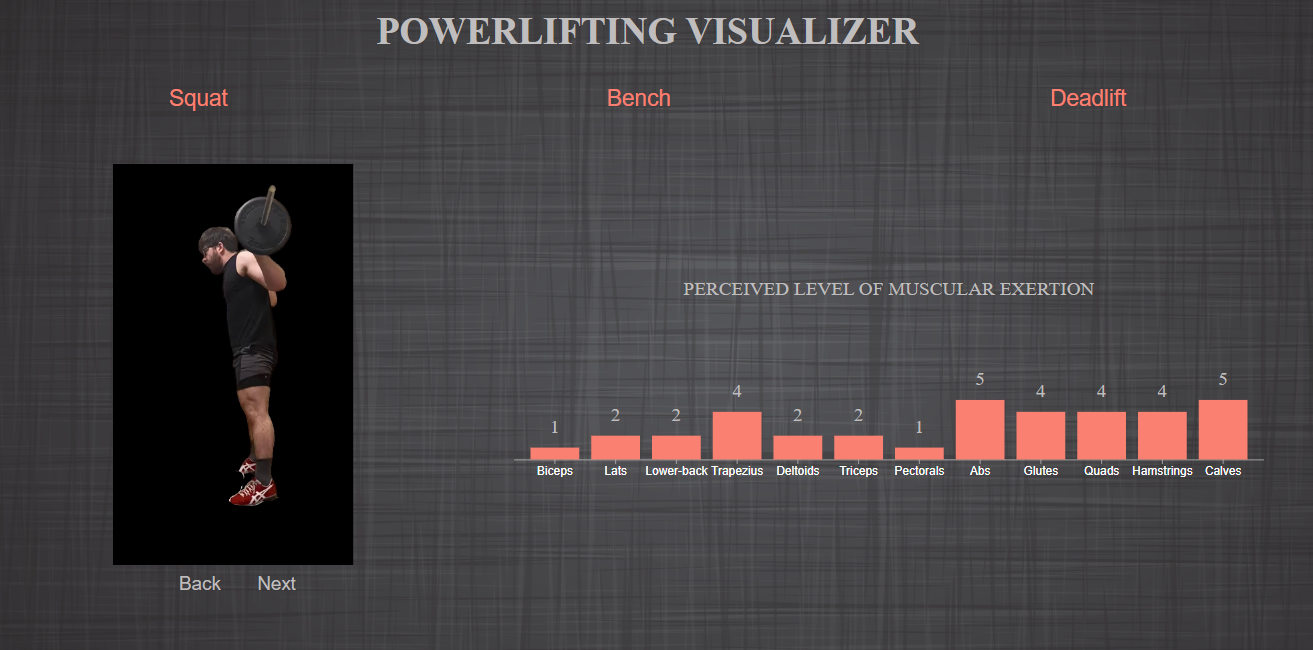 POWERLIFTING VISUALIZER
Squat Bench Deadlift
PERCEIVED LEVEL OF MUSCULAR EXERTION
1 2 2 4 2 2 1 5 4 4 4 5
Biceps Lats Lower-back Trapezius Deltoids Triceps Pectorals Abs Glutes Quads Hamstrings Calves
Back Next